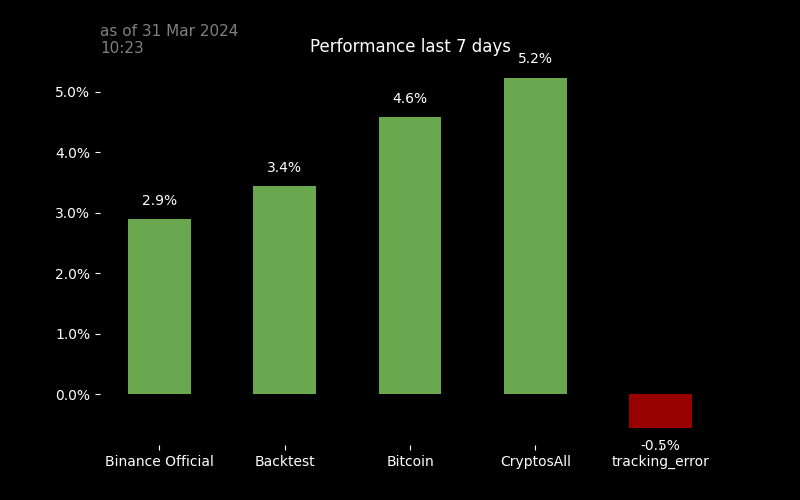 as of 31 Mar 2024
10:23
Performance last 7 days
5.2%
5.0%
4.6%
4.0%
3.4%
3.0%
2.9%
2.0%
1.0%
0.0%
-0.5%
Binance Official
Backtest
Bitcoin
CryptosAll
tracking_error